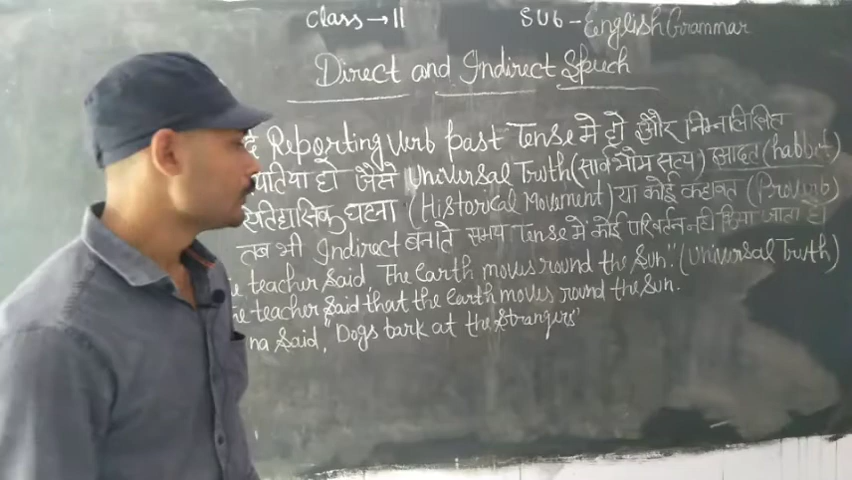 Class → 11 SUB - English Grammar
Direct and Indirect Speech
Reporting Verb past Tense में हो और निम्नलिखित
हो जैसे Universal Truth (सार्वभौम सत्य) आदत (habbit)
घटना (Historical Movement) या कोई कहावत (Proverb)
तब भी Indirect बनाते समय Tense में कोई परिवर्तन नहीं किया जाता है।
teacher said, The Earth moves round the Sun." (Universal Truth)
teacher said that the Earth moves round the Sun.
said, "Dogs bark at the strangers"